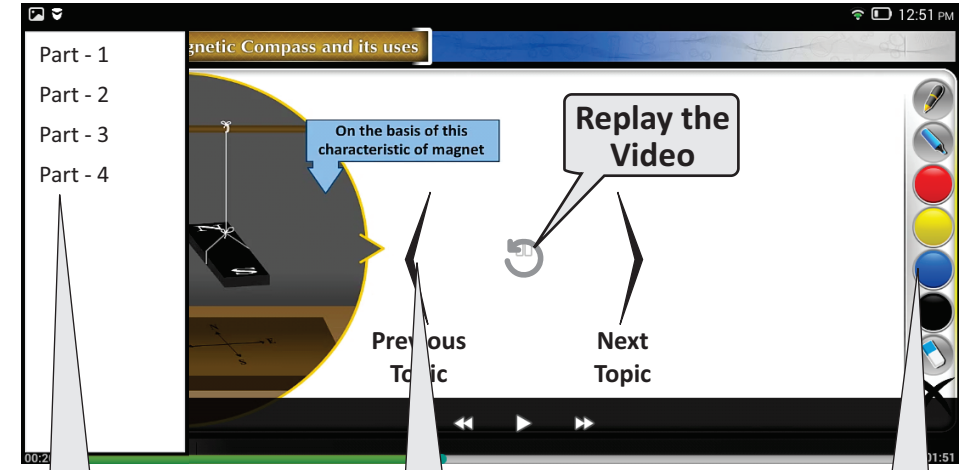 12:51 PM
gnetic Compass and its uses
Part - 1
Part - 2
Part - 3
Part - 4
On the basis of this
characteristic of magnet
Replay the
Video
Previous
Topic
Next
Topic
01:51